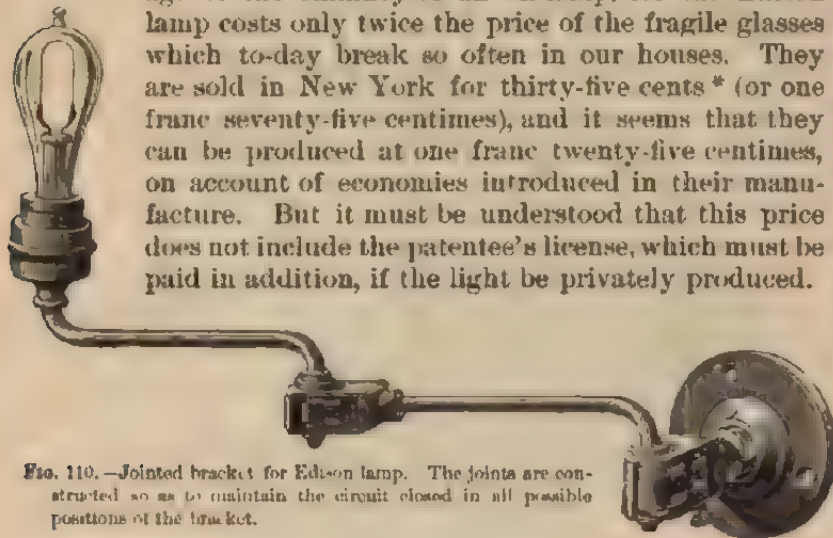 lamp costs only twice the price of the fragile glasses
which to-day break so often in our houses. They
are sold in New York for thirty-five cents * (or one
franc seventy-five centimes), and it seems that they
can be produced at one franc twenty-five centimes,
on account of economies introduced in their manu-
facture. But it must be understood that this price
does not include the patentee's license, which must be
paid in addition, if the light be privately produced.
FIG. 110.—Jointed bracket for Edison lamp. The joints are con-
structed so as to maintain the circuit closed in all possible
positions of the bracket.